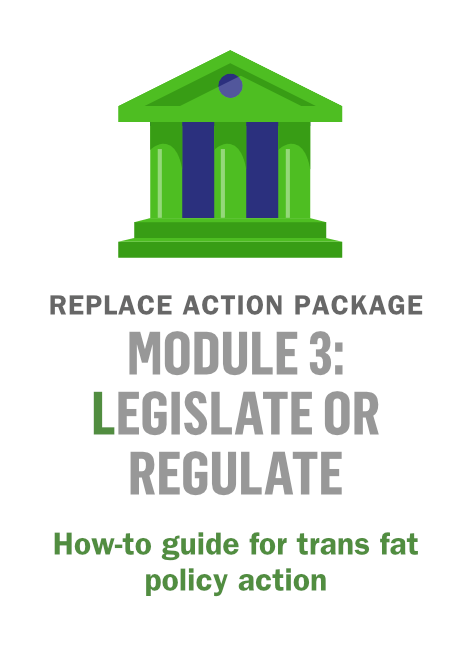 REPLACE ACTION PACKAGE
MODULE 3:
LEGISLATE OR
REGULATE
How-to guide for trans fat
policy action